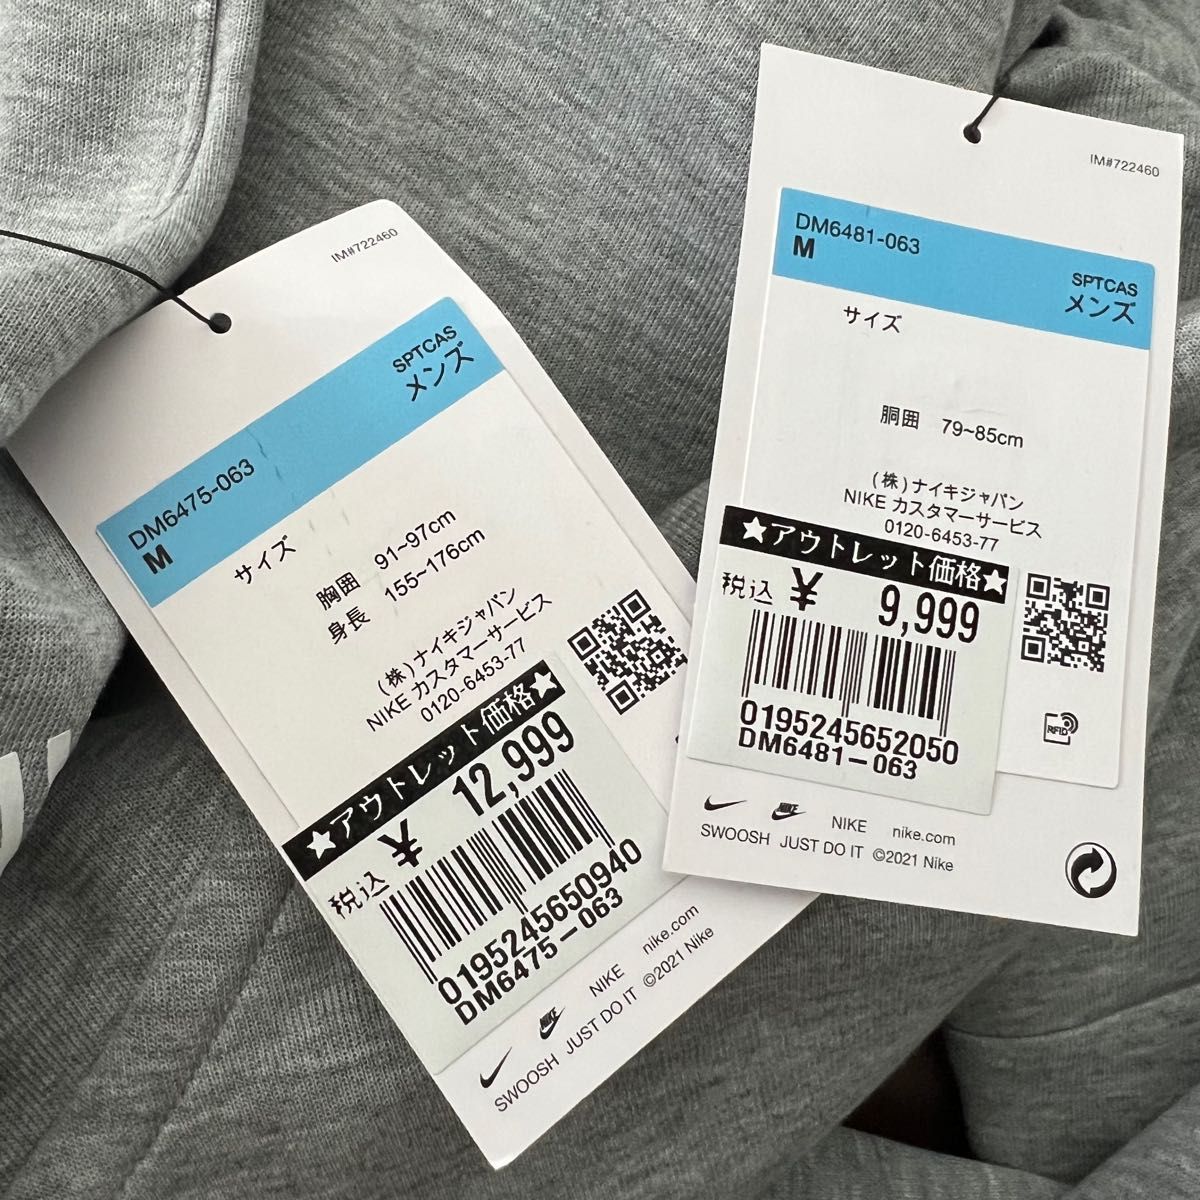 IM#722460
DM6475-063
M
SPTCAS
メンズ
サイズ
胸囲 91~97cm
身長 155~176cm
(株)ナイキジャパン
NIKE カスタマーサービス
0120-6453-77
★アウトレット価格★
税込 ¥ 12,999
0195245650940
DM6475-063
NIKE nike.com
SWOOSH JUST DO IT ©2021 Nike
IM#722460
DM6481-063
M
SPTCAS
メンズ
サイズ
胴囲 79~85cm
(株)ナイキジャパン
NIKE カスタマーサービス
0120-6453-77
★アウトレット価格★
税込 ¥ 9,999
0195245652050
DM6481-063
RFID
NIKE nike.com
SWOOSH JUST DO IT ©2021 Nike